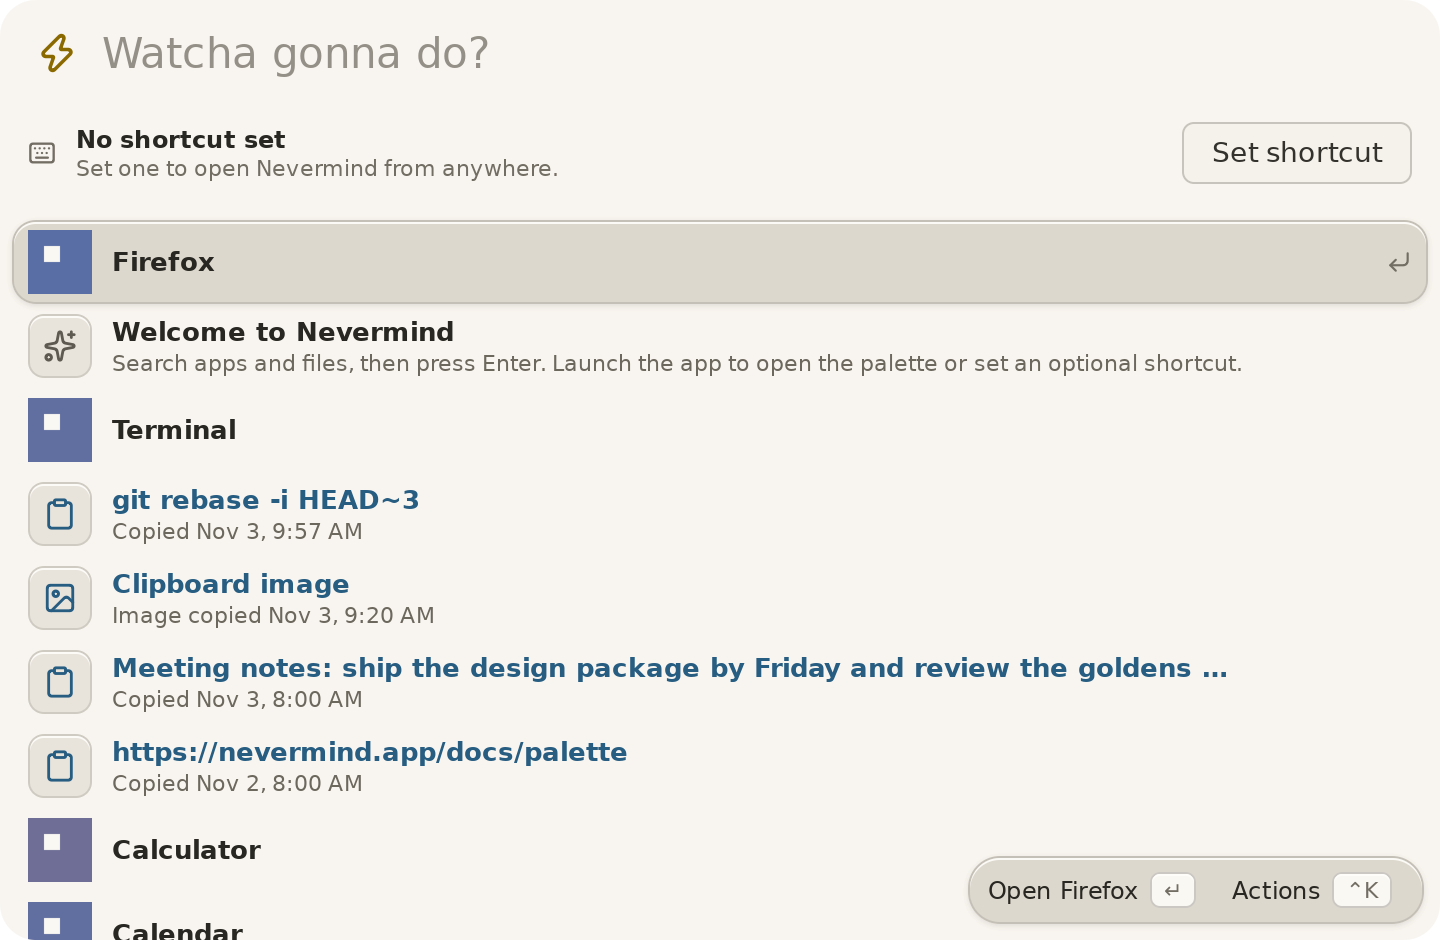 Watcha gonna do?
No shortcut set
Set one to open Nevermind from anywhere.
Set shortcut
Firefox
Welcome to Nevermind
Search apps and files, then press Enter. Launch the app to open the palette or set an optional shortcut.
Terminal
git rebase -i HEAD~3
Copied Nov 3, 9:57 AM
Clipboard image
Image copied Nov 3, 9:20 AM
Meeting notes: ship the design package by Friday and review the goldens …
Copied Nov 3, 8:00 AM
https://nevermind.app/docs/palette
Copied Nov 2, 8:00 AM
Calculator
Open Firefox ↵ Actions ^K
Calendar